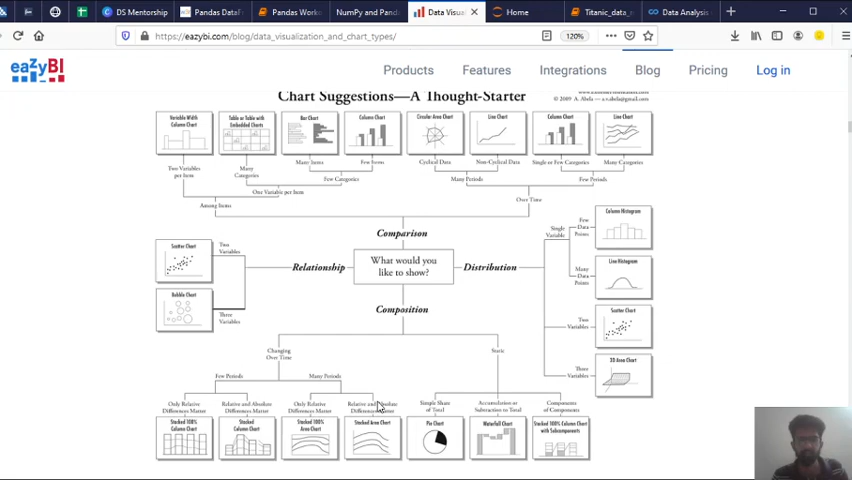 DS Mentorship
Pandas DataF
Pandas Worke
NumPy and Panda
Data Visua
Home
Titanic_data_e
Data Analysis
https://eazybi.com/blog/data_visualization_and_chart_types/
120%
eazyBI
Products
Features
Integrations
Blog
Pricing
Log in
Chart Suggestions—A Thought-Starter
© 2009 A. Abela — a.v.abela@gmail.com
Variable Width
Column Chart
Table or Table with
Embedded Charts
Bar Chart
Column Chart
Circular Area Chart
Line Chart
Column Chart
Line Chart
Two Variables
per Item
Many
Categories
Many Items
Few Items
Cyclical Data
Non-Cyclical Data
Single or Few Categories
Many Categories
Few Categories
Many Periods
Few Periods
One Variable per Item
Among Items
Over Time
Comparison
What would you
like to show?
Relationship
Distribution
Composition
Scatter Chart
Two
Variables
Bubble Chart
Three
Variables
Single
Variable
Few
Data
Points
Column Histogram
Many
Data
Points
Line Histogram
Two
Variables
Scatter Chart
Three
Variables
3D Area Chart
Changing
Over Time
Static
Few Periods
Many Periods
Only Relative
Differences Matter
Relative and Absolute
Differences Matter
Only Relative
Differences Matter
Relative and Absolute
Simple Share
of Total
Accumulation or
Subtraction to Total
Components
of Components
Stacked 100%
Column Chart
Stacked
Column Chart
Stacked 100%
Area Chart
Stacked Area Chart
Pie Chart
Waterfall Chart
Stacked 100% Column Chart
with Subcomponents